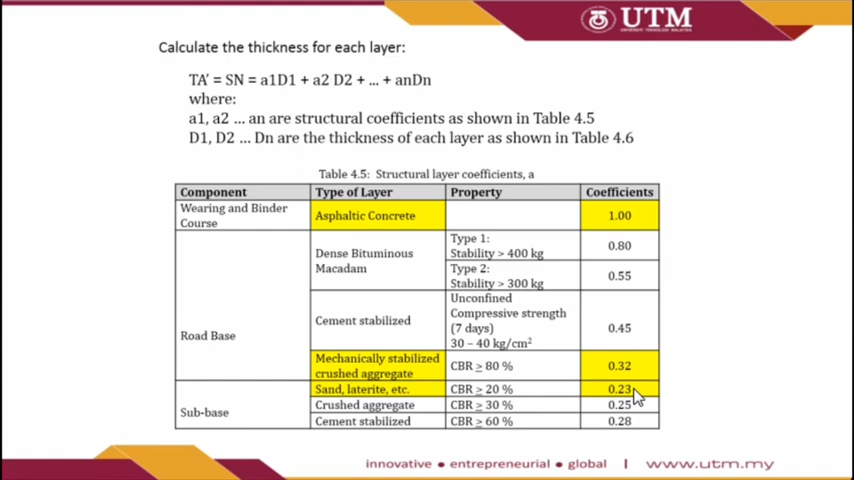 UTM
UNIVERSITI TEKNOLOGI MALAYSIA
Calculate the thickness for each layer:
TA' = SN = a1D1 + a2 D2 + ... + anDn
where:
a1, a2 ... an are structural coefficients as shown in Table 4.5
D1, D2 ... Dn are the thickness of each layer as shown in Table 4.6
Table 4.5: Structural layer coefficients, a
Component Type of Layer Property Coefficients
Wearing and Binder
Course
Asphaltic Concrete
1.00
Road Base
Dense Bituminous
Macadam
Type 1:
Stability > 400 kg
0.80
Type 2:
Stability > 300 kg
0.55
Cement stabilized
Unconfined
Compressive strength
(7 days)
30 – 40 kg/cm²
0.45
Mechanically stabilized
crushed aggregate
CBR ≥ 80 %
0.32
Sub-base
Sand, laterite, etc. CBR ≥ 20 % 0.23
Crushed aggregate CBR ≥ 30 % 0.25
Cement stabilized CBR ≥ 60 % 0.28
innovative ● entrepreneurial ● global | www.utm.my